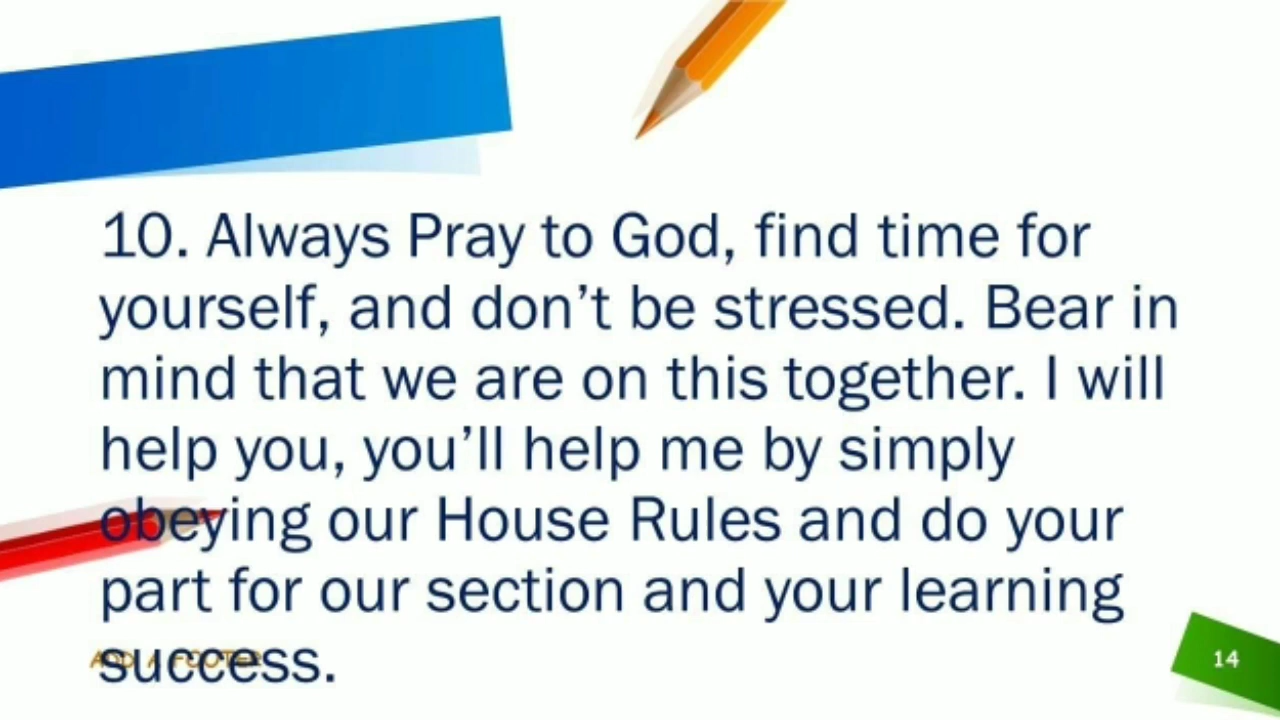 10. Always Pray to God, find time for
yourself, and don’t be stressed. Bear in
mind that we are on this together. I will
help you, you’ll help me by simply
obeying our House Rules and do your
part for our section and your learning
success.
ADD A FOOTER
14